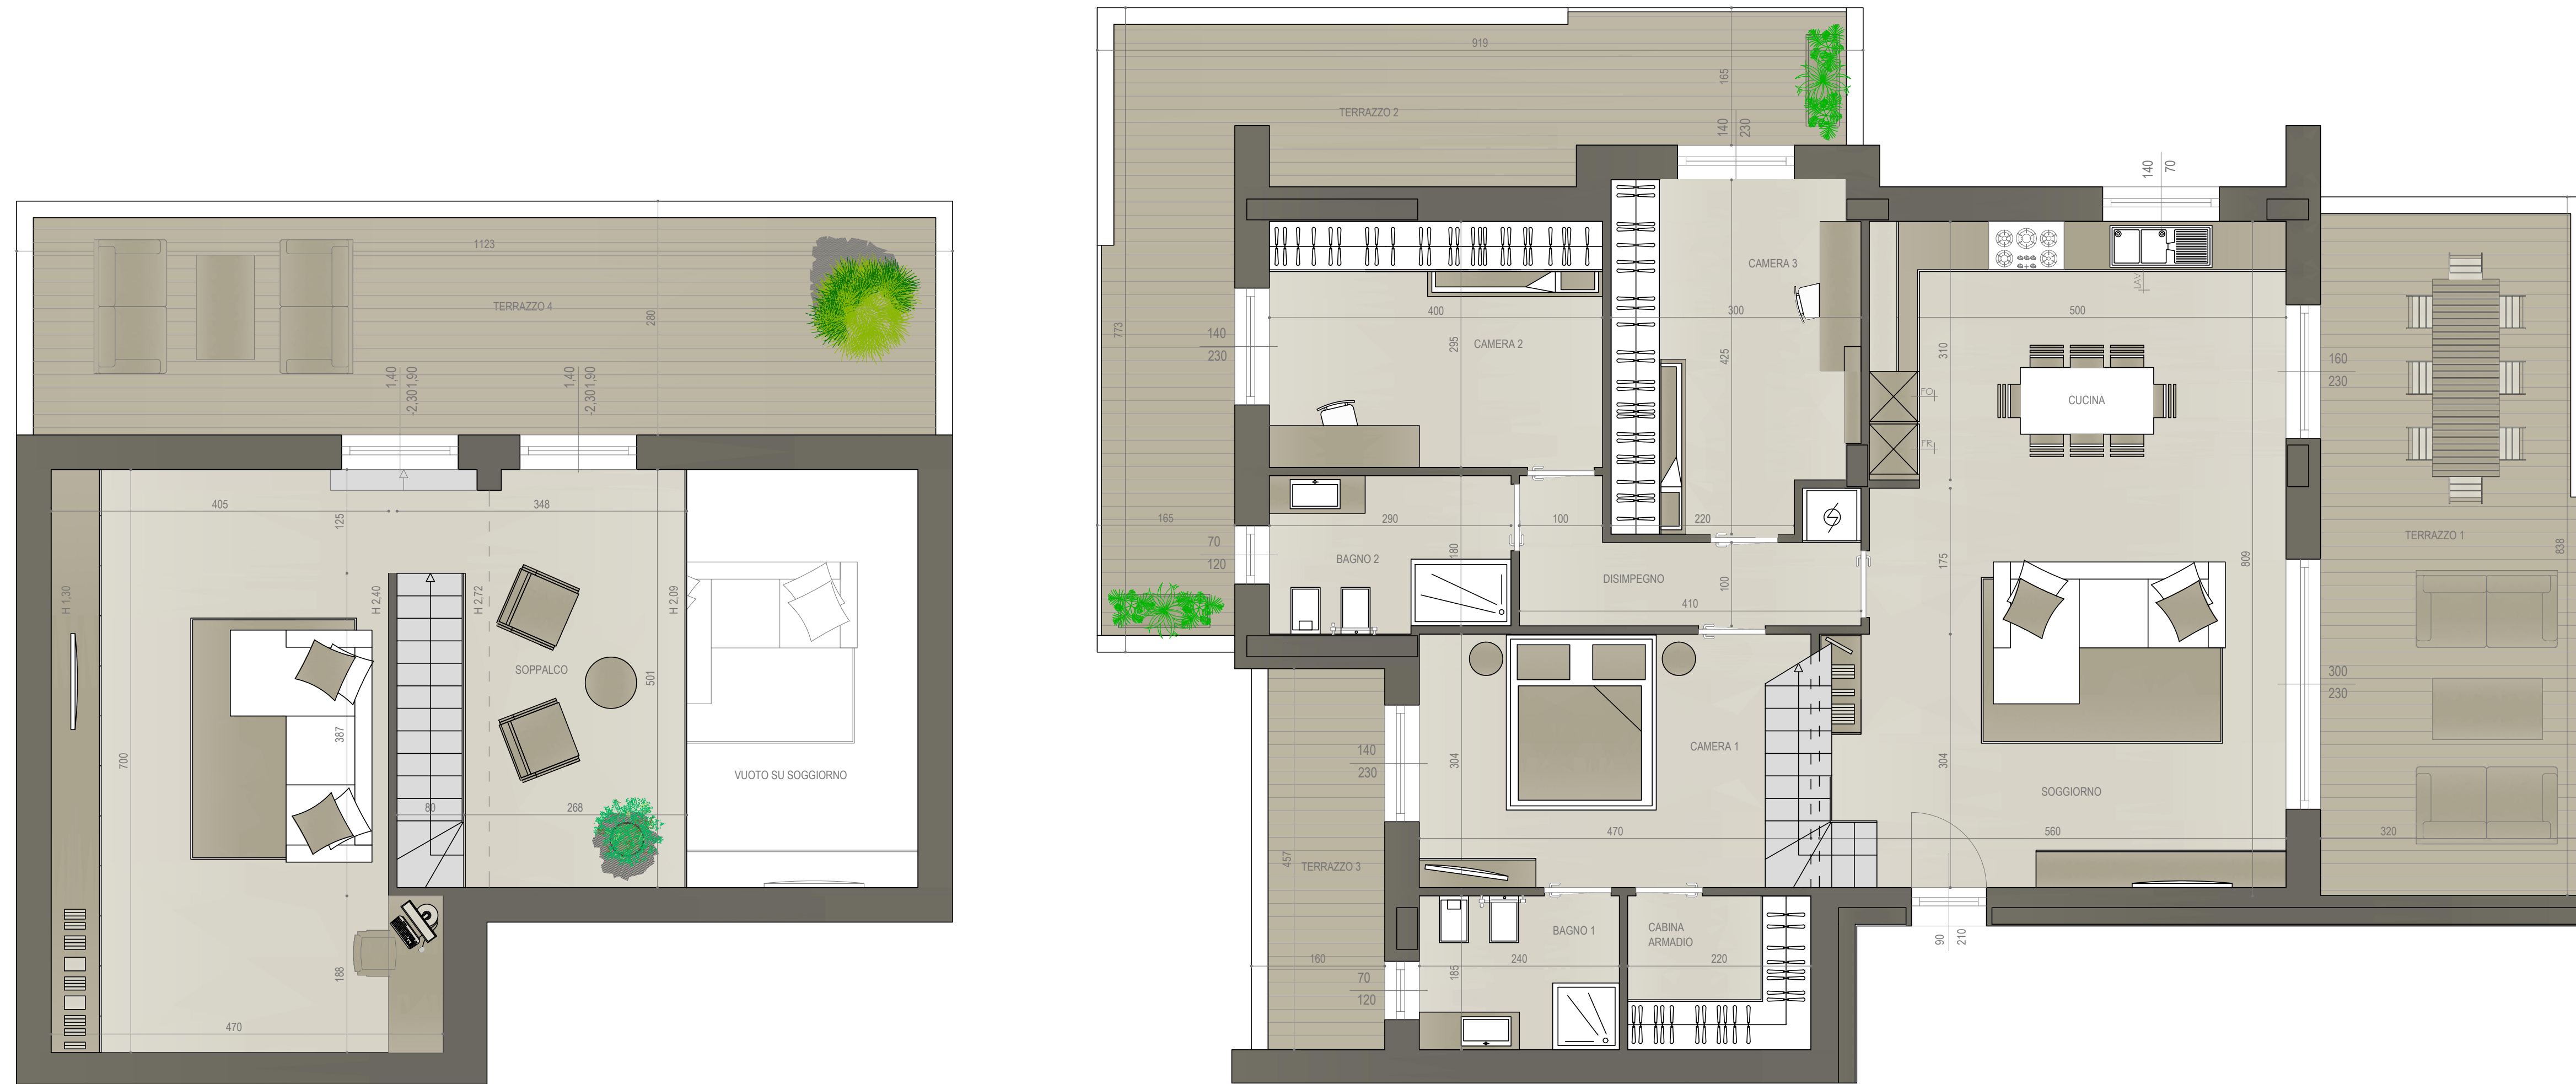 1123
TERRAZZO 4
280
1,40
-2,301,90
1,40
-2,301,90
405
348
125
H 1,30
H 2,40
H 2,72
H 2,09
SOPPALCO
501
387
700
VUOTO SU SOGGIORNO
80
268
188
470
919
165
TERRAZZO 2
140
230
140
70
773
CAMERA 3
LAV
400
300
500
140
230
295
CAMERA 2
425
310
160
230
FO
CUCINA
FR
165
290
100
220
TERRAZZO 1
838
70
120
BAGNO 2
180
DISIMPEGNO
100
175
809
410
300
230
140
230
304
CAMERA 1
304
SOGGIORNO
470
560
320
457
TERRAZZO 3
BAGNO 1
CABINA
ARMADIO
90
210
160
240
220
185
70
120